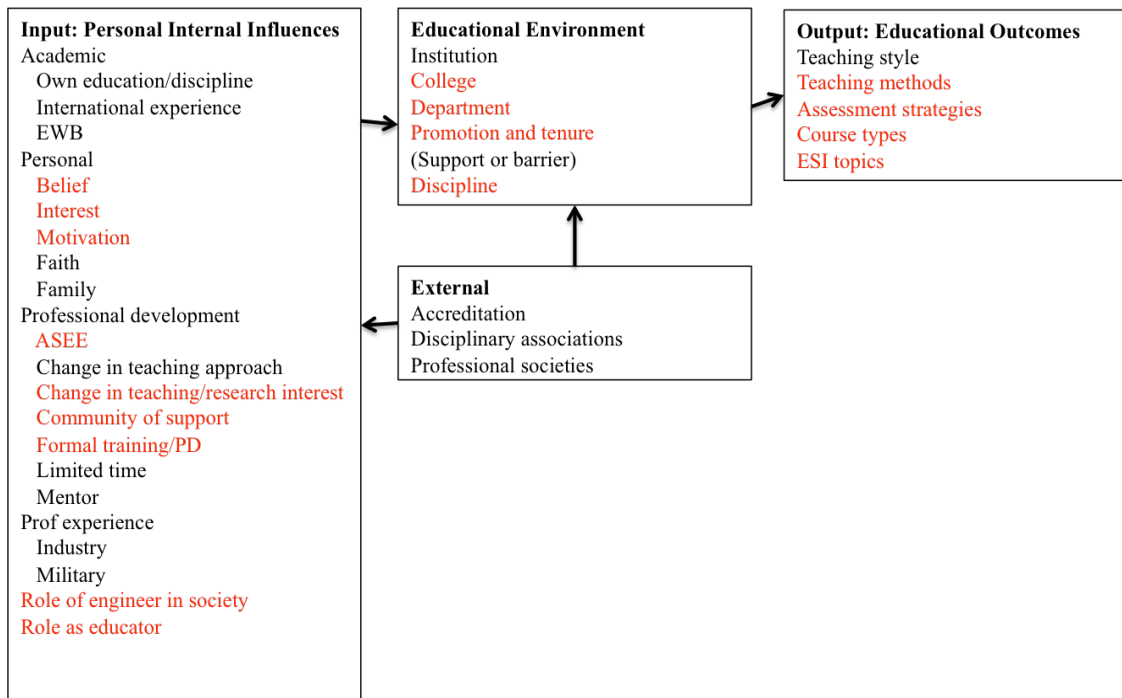 Input: Personal Internal Influences
Academic
Own education/discipline
International experience
EWB
Personal
Belief
Interest
Motivation
Faith
Family
Professional development
ASEE
Change in teaching approach
Change in teaching/research interest
Community of support
Formal training/PD
Limited time
Mentor
Prof experience
Industry
Military
Role of engineer in society
Role as educator
Educational Environment
Institution
College
Department
Promotion and tenure
(Support or barrier)
Discipline
External
Accreditation
Disciplinary associations
Professional societies
Output: Educational Outcomes
Teaching style
Teaching methods
Assessment strategies
Course types
ESI topics